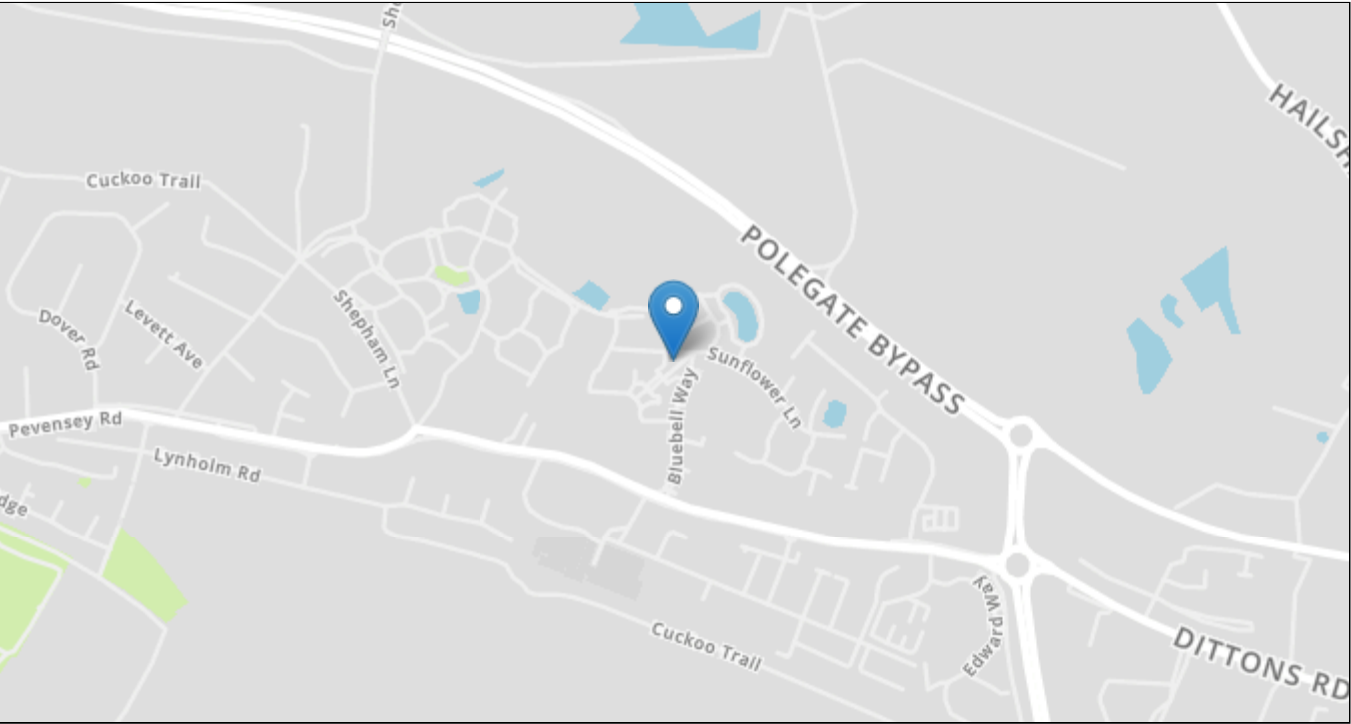 Sh
Cuckoo Trail
HAILSH
POLEGATE BYPASS
Dover Rd
Levett Ave
Shepham Ln
Sunflower Ln
Bluebell Way
Pevensey Rd
Lynholm Rd
dge
Edward Way
Cuckoo Trail
DITTONS RD